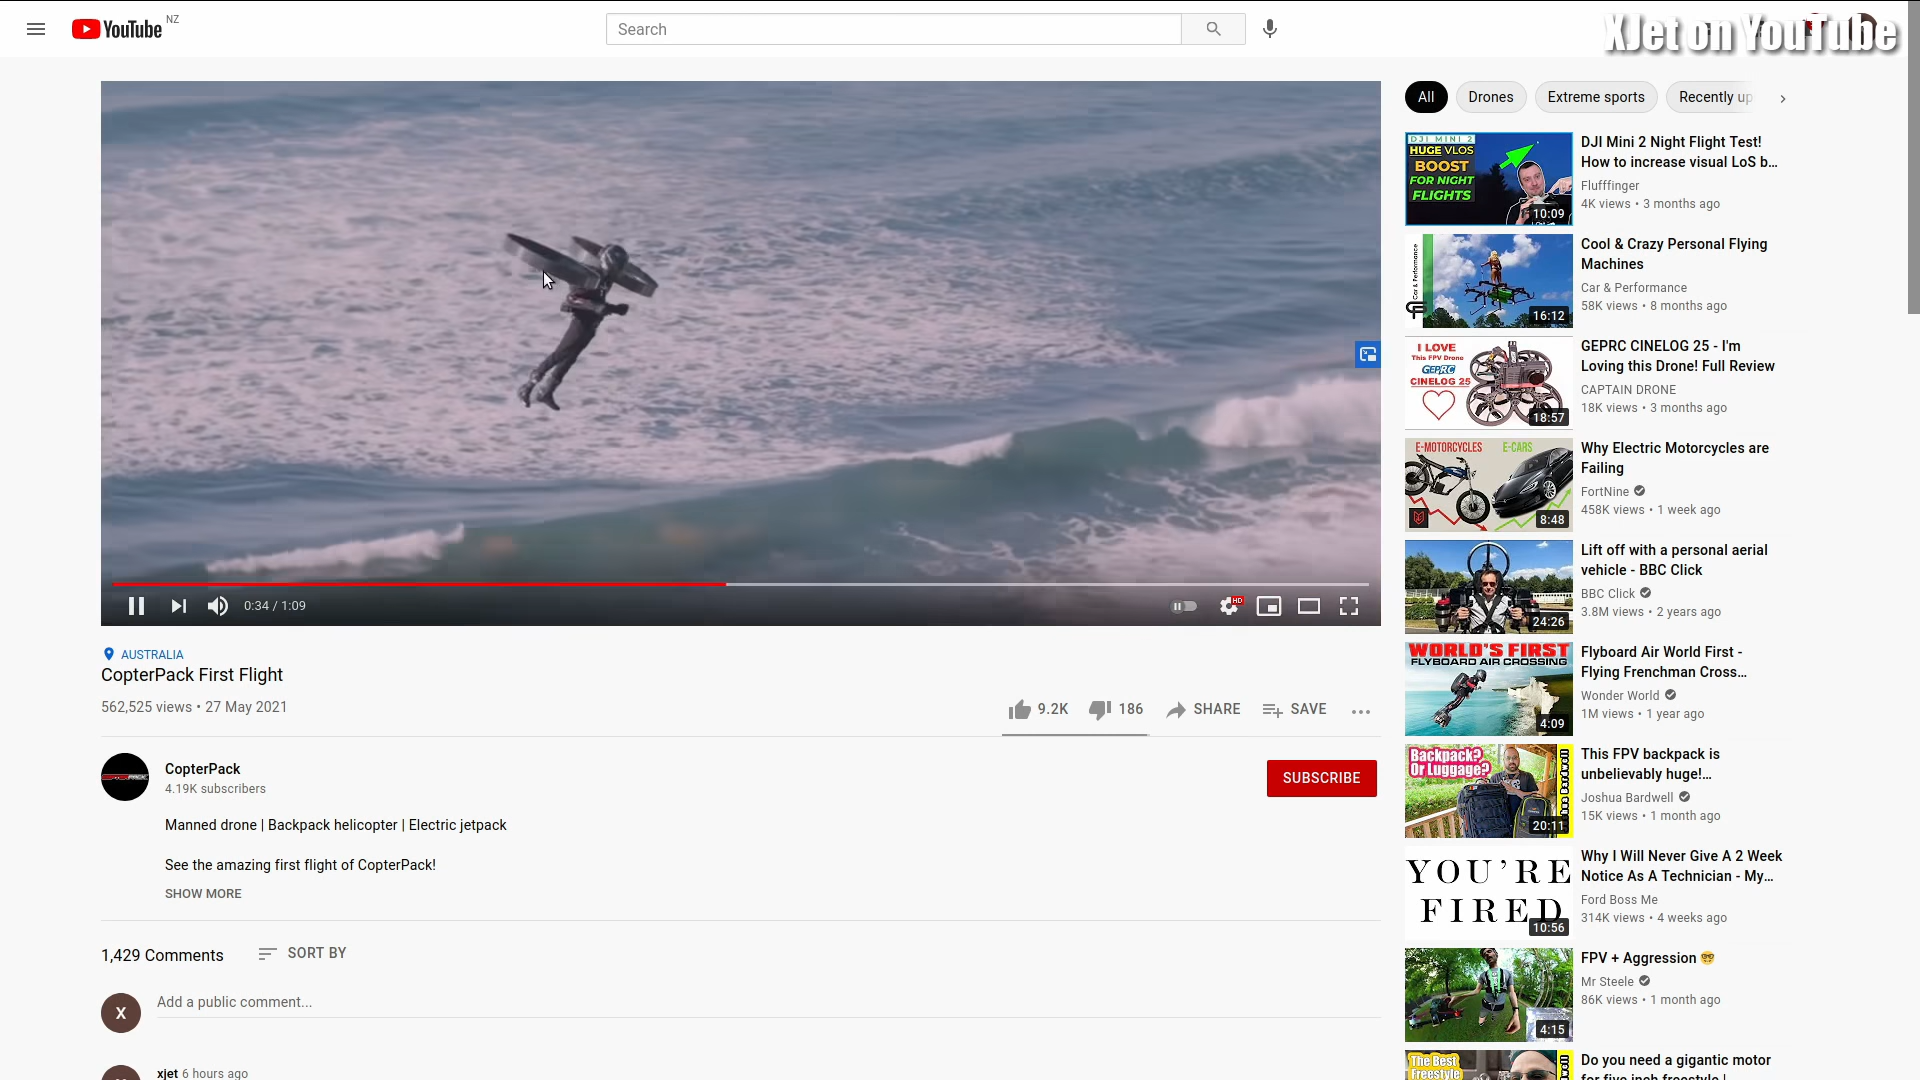 YouTube NZ
Search
XJet on YouTube
All
Drones
Extreme sports
Recently up
0:34 / 1:09
HD
AUSTRALIA
CopterPack First Flight
562,525 views • 27 May 2021
9.2K
186
SHARE
SAVE
CopterPack
4.19K subscribers
SUBSCRIBE
Manned drone | Backpack helicopter | Electric jetpack
See the amazing first flight of CopterPack!
SHOW MORE
1,429 Comments
SORT BY
X
Add a public comment...
xjet 6 hours ago
DJI MINI 2
HUGE VLOS
BOOST
FOR NIGHT
FLIGHTS
10:09
DJI Mini 2 Night Flight Test!
How to increase visual LoS b...
Flufffinger
4K views • 3 months ago
Car & Performance
16:12
Cool & Crazy Personal Flying
Machines
Car & Performance
58K views • 8 months ago
I LOVE
This FPV Drone
GEPRC
CINELOG 25
18:57
GEPRC CINELOG 25 - I'm
Loving this Drone! Full Review
CAPTAIN DRONE
18K views • 3 months ago
E-MOTORCYCLES
E-CARS
8:48
Why Electric Motorcycles are
Failing
FortNine
458K views • 1 week ago
24:26
Lift off with a personal aerial
vehicle - BBC Click
BBC Click
3.8M views • 2 years ago
WORLD'S FIRST
FLYBOARD AIR CROSSING
4:09
Flyboard Air World First -
Flying Frenchman Cross...
Wonder World
1M views • 1 year ago
Backpack?
Or Luggage?
20:11
This FPV backpack is
unbelievably huge!...
Joshua Bardwell
15K views • 1 month ago
YOU'RE
FIRED
10:56
Why I Will Never Give A 2 Week
Notice As A Technician - My...
Ford Boss Me
314K views • 4 weeks ago
4:15
FPV + Aggression 🤓
Mr Steele
86K views • 1 month ago
The Best
Freestyle
Do you need a gigantic motor
for five inch freestyle |